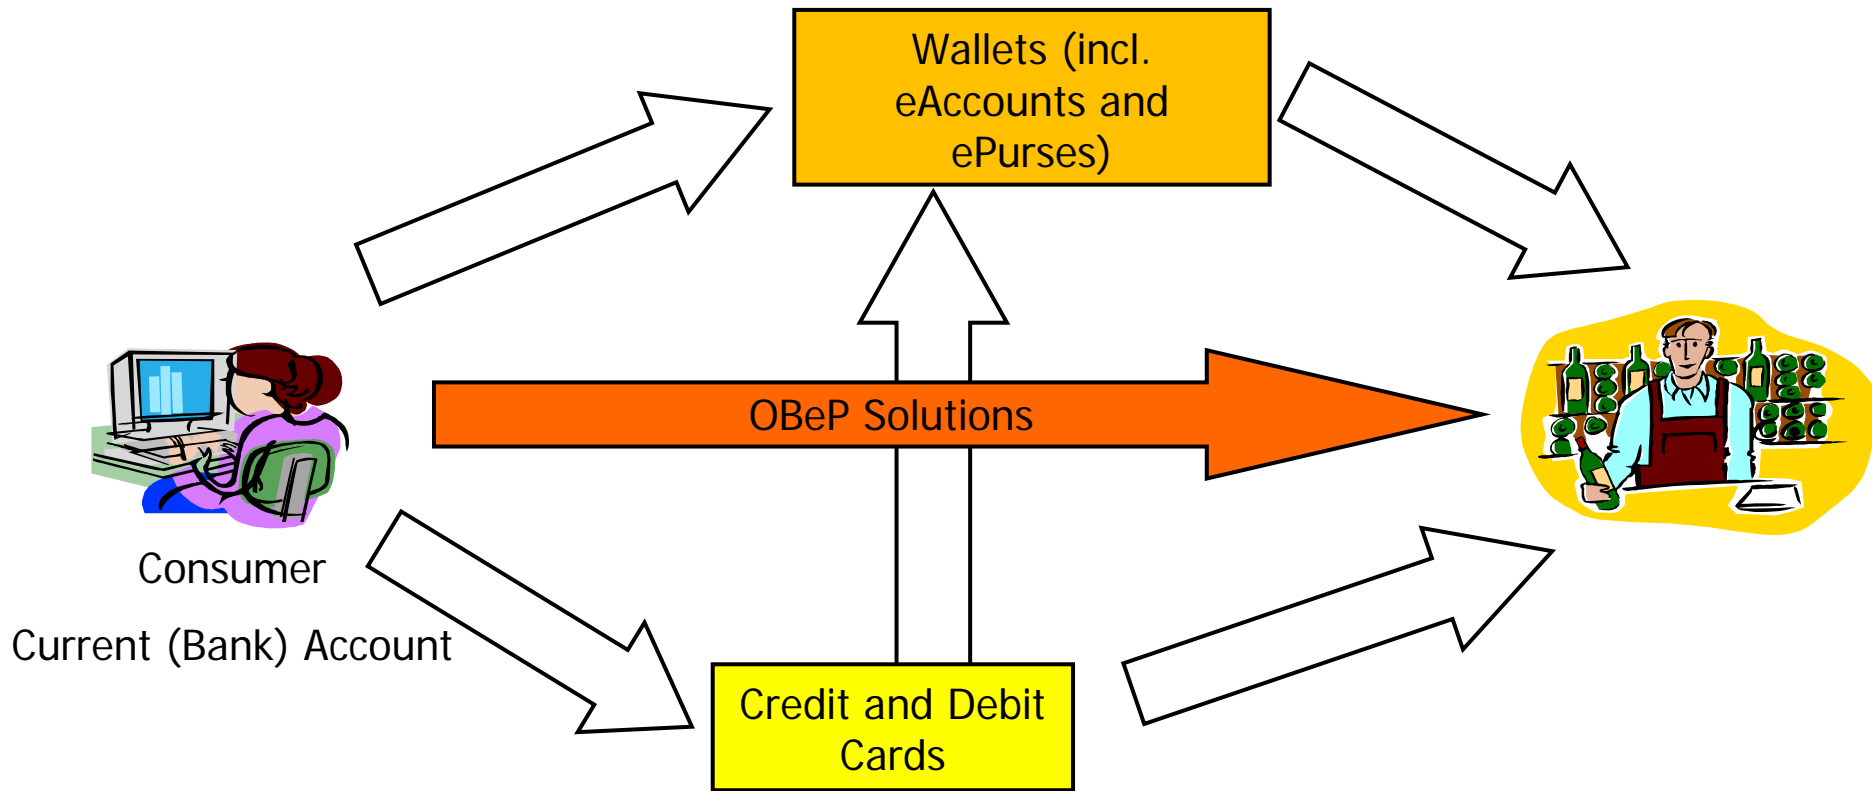 Wallets (incl.
eAccounts and
ePurses)
OBeP Solutions
Consumer
Current (Bank) Account
Credit and Debit
Cards